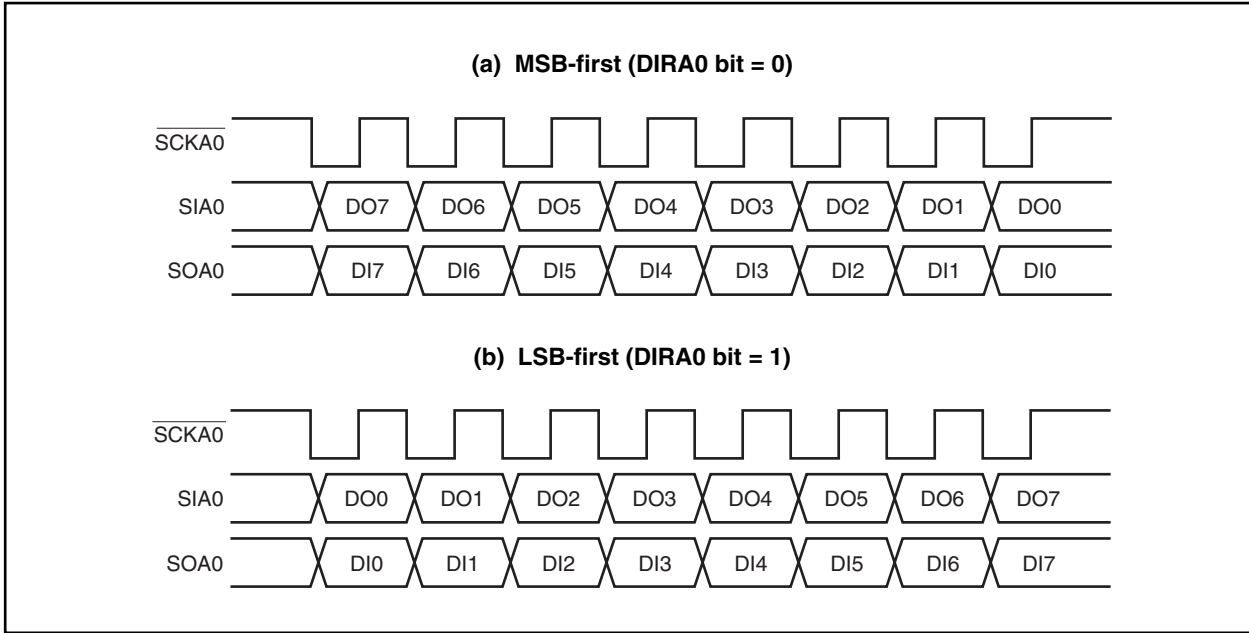 (a) MSB-first (DIRA0 bit = 0)
SCKA0
SIA0 DO7 DO6 DO5 DO4 DO3 DO2 DO1 DO0
SOA0 DI7 DI6 DI5 DI4 DI3 DI2 DI1 DI0
(b) LSB-first (DIRA0 bit = 1)
SCKA0
SIA0 DO0 DO1 DO2 DO3 DO4 DO5 DO6 DO7
SOA0 DI0 DI1 DI2 DI3 DI4 DI5 DI6 DI7